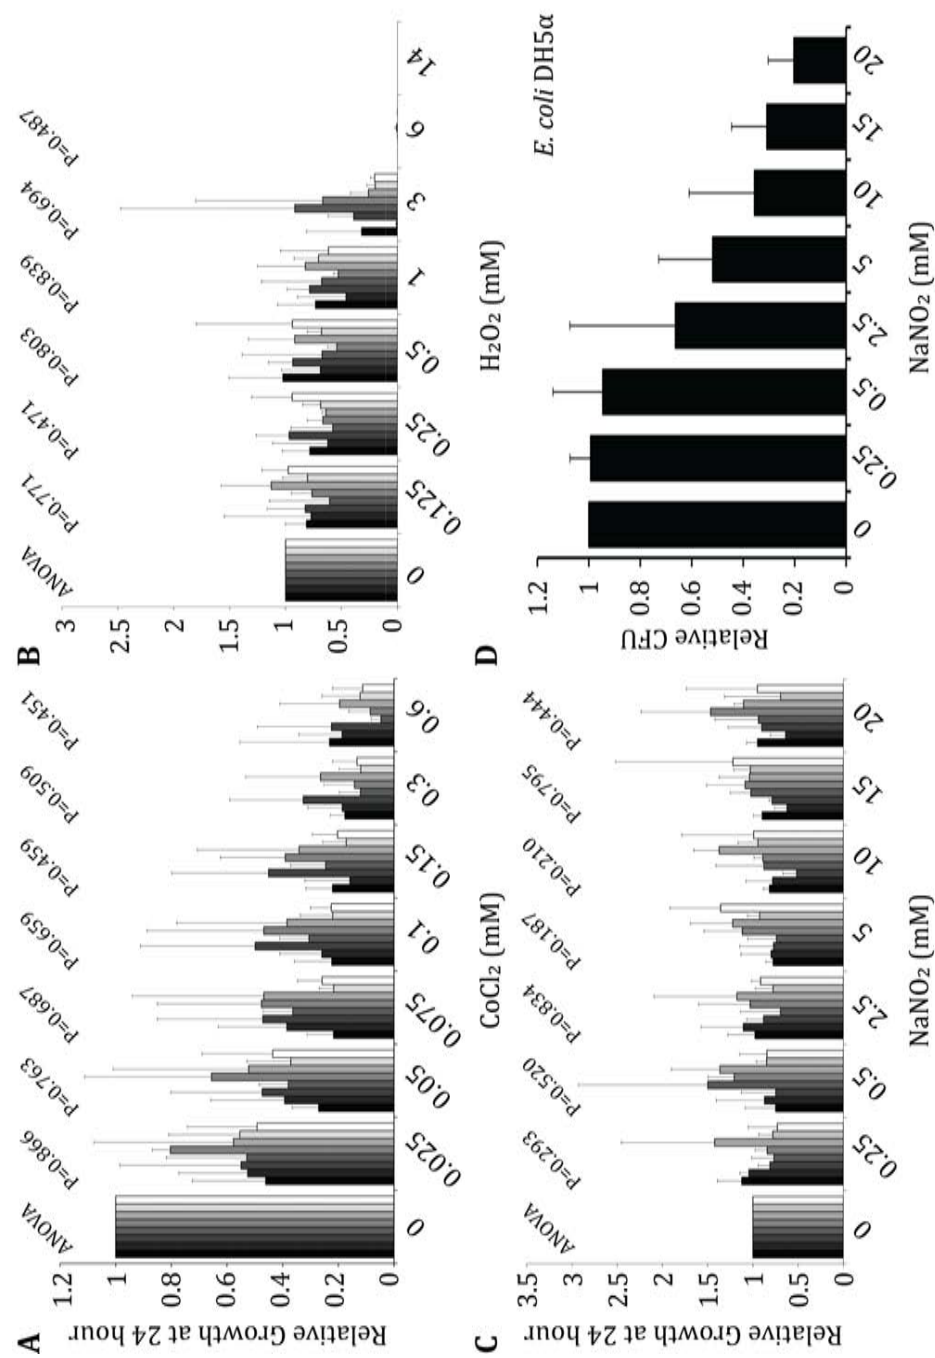 A
Relative Growth at 24 hour
1.2
1
0.8
0.6
0.4
0.2
0
ANOVA
P=0.866
P=0.763
P=0.687
P=0.659
P=0.459
P=0.509
P=0.451
0
0.025
0.05
0.075
0.1
0.15
0.3
0.6
CoCl₂ (mM)
B
3
2.5
2
1.5
1
0.5
0
ANOVA
P=0.771
P=0.471
P=0.803
P=0.839
P=0.694
P=0.487
0
0.125
0.25
0.5
1
3
6
14
H₂O₂ (mM)
C
Relative Growth at 24 hour
3.5
3
2.5
2
1.5
1
0.5
0
ANOVA
P=0.293
P=0.520
P=0.834
P=0.187
P=0.210
P=0.795
P=0.444
0
0.25
0.5
2.5
5
10
15
20
NaNO₂ (mM)
D
Relative CFU
1.2
1
0.8
0.6
0.4
0.2
0
E. coli DH5α
0
0.25
0.5
2.5
5
10
15
20
NaNO₂ (mM)